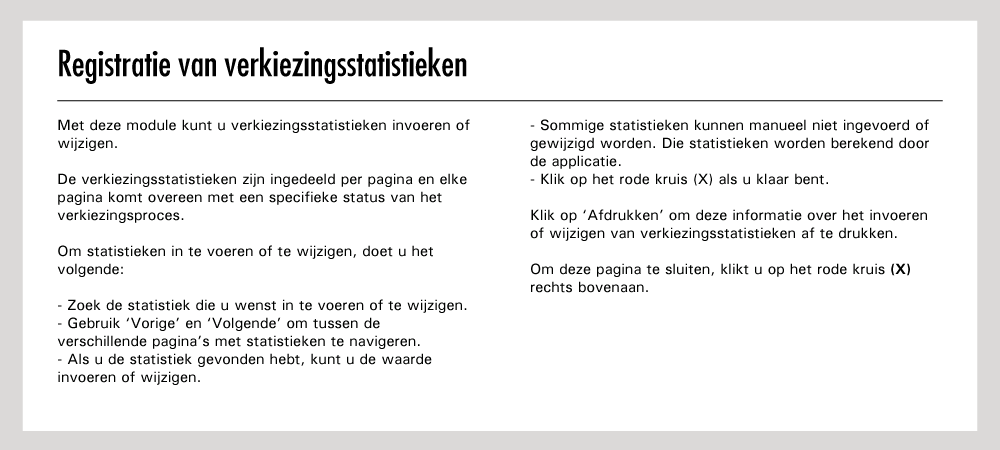 Registratie van verkiezingsstatistieken
Met deze module kunt u verkiezingsstatistieken invoeren of
wijzigen.
De verkiezingsstatistieken zijn ingedeeld per pagina en elke
pagina komt overeen met een specifieke status van het
verkiezingsproces.
Om statistieken in te voeren of te wijzigen, doet u het
volgende:
- Zoek de statistiek die u wenst in te voeren of te wijzigen.
- Gebruik ‘Vorige’ en ‘Volgende’ om tussen de
verschillende pagina’s met statistieken te navigeren.
- Als u de statistiek gevonden hebt, kunt u de waarde
invoeren of wijzigen.
- Sommige statistieken kunnen manueel niet ingevoerd of
gewijzigd worden. Die statistieken worden berekend door
de applicatie.
- Klik op het rode kruis (X) als u klaar bent.
Klik op ‘Afdrukken’ om deze informatie over het invoeren
of wijzigen van verkiezingsstatistieken af te drukken.
Om deze pagina te sluiten, klikt u op het rode kruis (X)
rechts bovenaan.